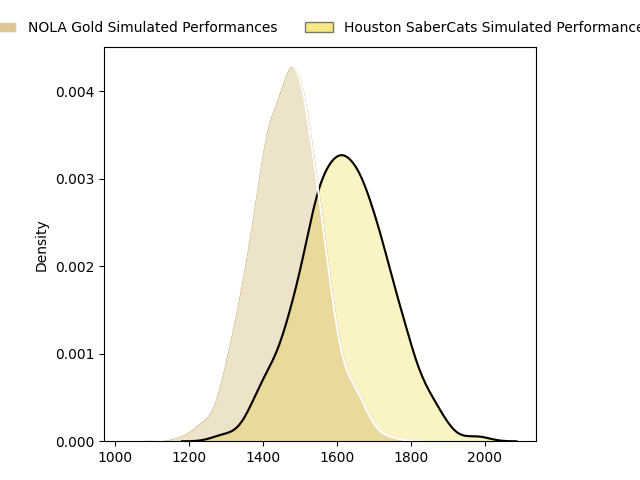 NOLA Gold Simulated Performances
Houston SaberCats Simulated Performance
Density
0.004
0.003
0.002
0.001
0.000
1000 1200 1400 1600 1800 2000